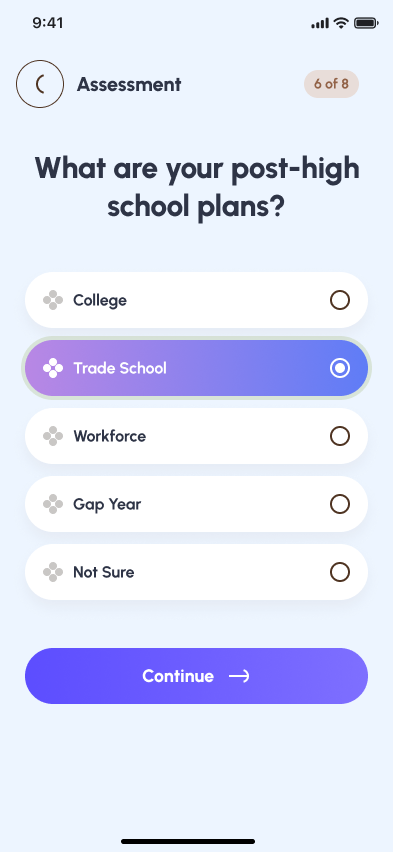 9:41
Assessment
6 of 8
What are your post-high
school plans?
College
Trade School
Workforce
Gap Year
Not Sure
Continue